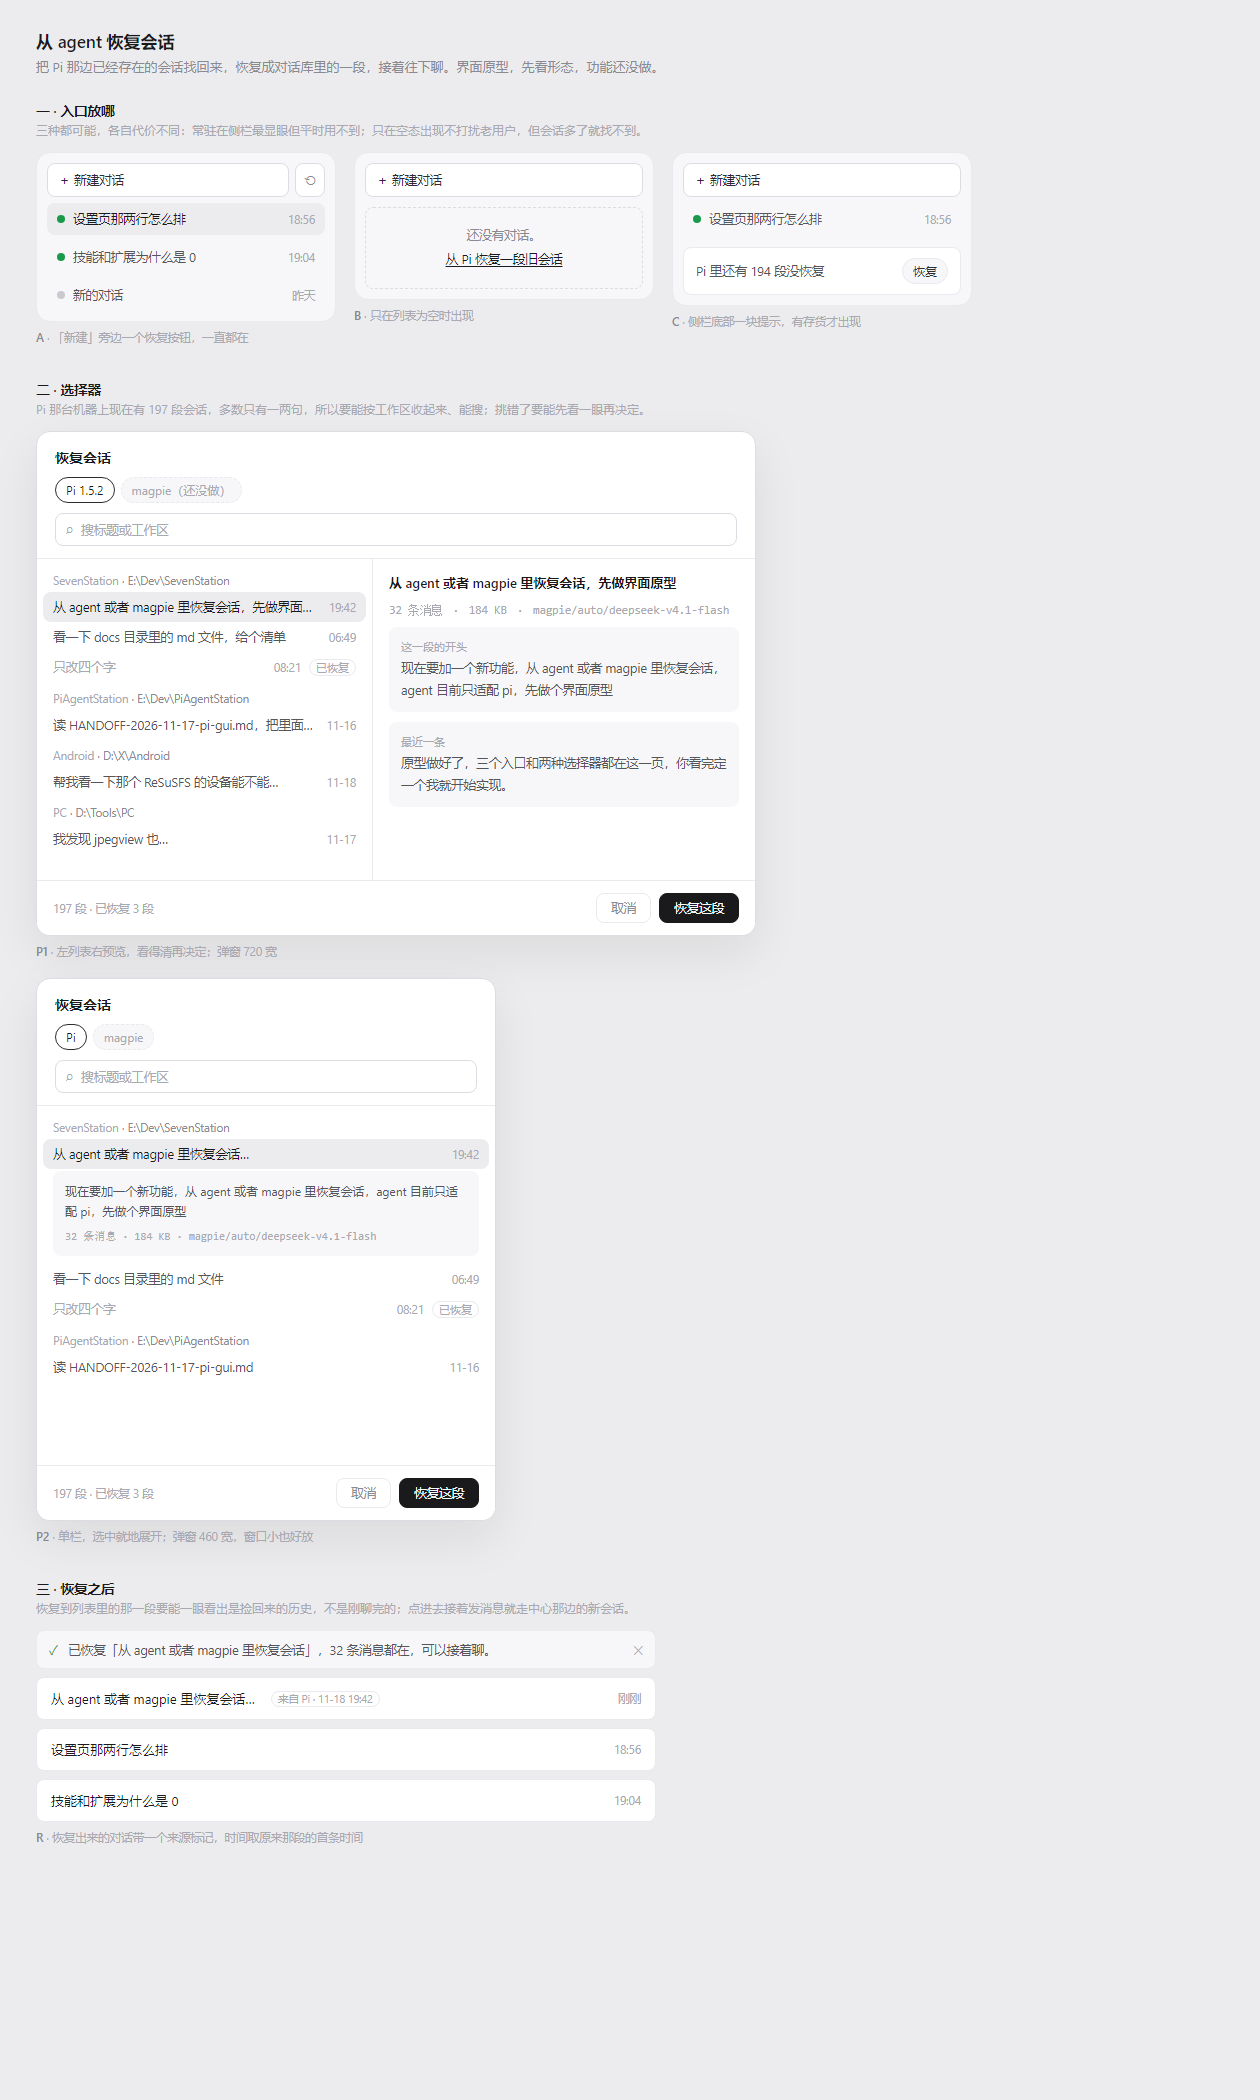 从 agent 恢复会话
把 Pi 那边已经存在的会话找回来，恢复成对话库里的一段，接着往下聊。界面原型，先看形态，功能还没做。
一 · 入口放哪
三种都可能，各自代价不同：常驻在侧栏最显眼但平时用不到；只在空态出现不打扰老用户，但会话多了就找不到。
+ 新建对话
设置页那两行怎么排 18:56
技能和扩展为什么是 0 19:04
新的对话 昨天
A · 「新建」旁边一个恢复按钮，一直都在
+ 新建对话
还没有对话。
从 Pi 恢复一段旧会话
B · 只在列表为空时出现
+ 新建对话
设置页那两行怎么排 18:56
Pi 里还有 194 段没恢复 恢复
C · 侧栏底部一块提示，有存货才出现
二 · 选择器
Pi 那台机器上现在有 197 段会话，多数只有一两句，所以要能按工作区收起来、能搜；挑错了要能先看一眼再决定。
恢复会话
Pi 1.5.2 magpie（还没做）
搜标题或工作区
SevenStation · E:\Dev\SevenStation
从 agent 或者 magpie 里恢复会话，先做界面... 19:42
看一下 docs 目录里的 md 文件，给个清单 06:49
只改四个字 08:21 已恢复
PiAgentStation · E:\Dev\PiAgentStation
读 HANDOFF-2026-11-17-pi-gui.md，把里面... 11-16
Android · D:\X\Android
帮我看一下那个 ReSuSFS 的设备能不能... 11-18
PC · D:\Tools\PC
我发现 jpegview 也... 11-17
从 agent 或者 magpie 里恢复会话，先做界面原型
32 条消息 · 184 KB · magpie/auto/deepseek-v4.1-flash
这一段的开头
现在要加一个新功能，从 agent 或者 magpie 里恢复会话，
agent 目前只适配 pi，先做个界面原型
最近一条
原型做好了，三个入口和两种选择器都在这一页，你看完定
一个我就开始实现。
197 段 · 已恢复 3 段 取消 恢复这段
P1 · 左列表右预览，看得清再决定；弹窗 720 宽
恢复会话
Pi magpie
搜标题或工作区
SevenStation · E:\Dev\SevenStation
从 agent 或者 magpie 里恢复会话... 19:42
现在要加一个新功能，从 agent 或者 magpie 里恢复会话，agent 目前只适
配 pi，先做个界面原型
32 条消息 · 184 KB · magpie/auto/deepseek-v4.1-flash
看一下 docs 目录里的 md 文件 06:49
只改四个字 08:21 已恢复
PiAgentStation · E:\Dev\PiAgentStation
读 HANDOFF-2026-11-17-pi-gui.md 11-16
197 段 · 已恢复 3 段 取消 恢复这段
P2 · 单栏，选中就地展开；弹窗 460 宽，窗口小也好放
三 · 恢复之后
恢复到列表里的那一段要能一眼看出是捡回来的历史，不是刚聊完的；点进去接着发消息就走中心那边的新会话。
✓ 已恢复「从 agent 或者 magpie 里恢复会话」，32 条消息都在，可以接着聊。 ×
从 agent 或者 magpie 里恢复会话... 来自 Pi · 11-18 19:42 刚刚
设置页那两行怎么排 18:56
技能和扩展为什么是 0 19:04
R · 恢复出来的对话带一个来源标记，时间取原来那段的首条时间